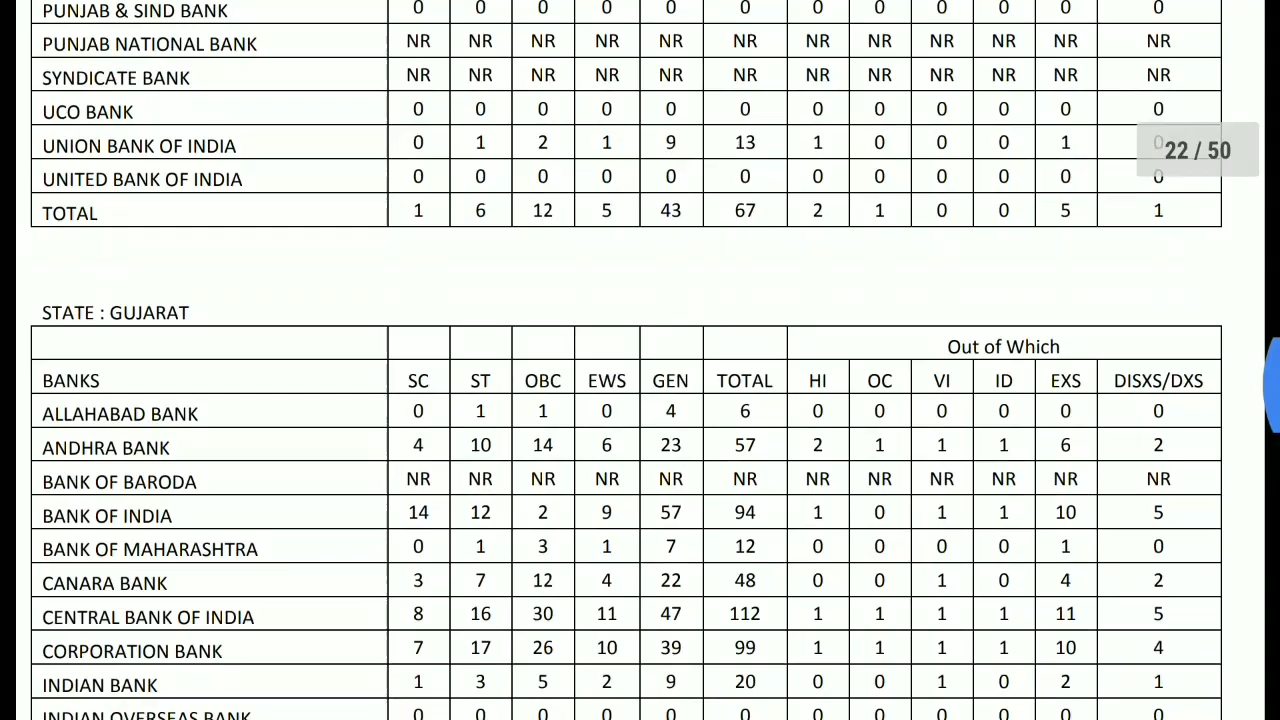 PUNJAB & SIND BANK 0 0 0 0 0 0 0 0 0 0 0 0
PUNJAB NATIONAL BANK NR NR NR NR NR NR NR NR NR NR NR NR
SYNDICATE BANK NR NR NR NR NR NR NR NR NR NR NR NR
UCO BANK 0 0 0 0 0 0 0 0 0 0 0 0
UNION BANK OF INDIA 0 1 2 1 9 13 1 0 0 0 1 0
22 / 50
UNITED BANK OF INDIA 0 0 0 0 0 0 0 0 0 0 0 0
TOTAL 1 6 12 5 43 67 2 1 0 0 5 1
STATE : GUJARAT
Out of Which
BANKS SC ST OBC EWS GEN TOTAL HI OC VI ID EXS DISXS/DXS
ALLAHABAD BANK 0 1 1 0 4 6 0 0 0 0 0 0
ANDHRA BANK 4 10 14 6 23 57 2 1 1 1 6 2
BANK OF BARODA NR NR NR NR NR NR NR NR NR NR NR NR
BANK OF INDIA 14 12 2 9 57 94 1 0 1 1 10 5
BANK OF MAHARASHTRA 0 1 3 1 7 12 0 0 0 0 1 0
CANARA BANK 3 7 12 4 22 48 0 0 1 0 4 2
CENTRAL BANK OF INDIA 8 16 30 11 47 112 1 1 1 1 11 5
CORPORATION BANK 7 17 26 10 39 99 1 1 1 1 10 4
INDIAN BANK 1 3 5 2 9 20 0 0 1 0 2 1
INDIAN OVERSEAS BANK 0 0 0 0 0 0 0 0 0 0 0 0